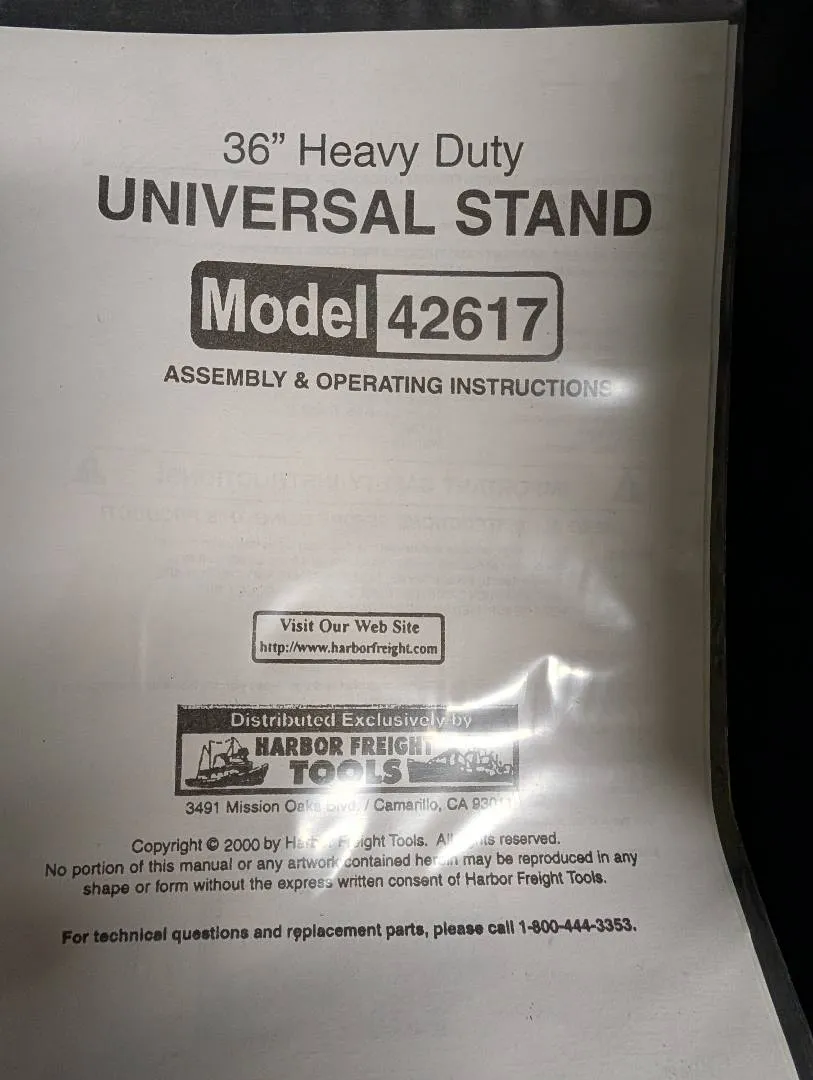 36” Heavy Duty
UNIVERSAL STAND
Model 42617
ASSEMBLY & OPERATING INSTRUCTIONS
Visit Our Web Site
http://www.harborfreight.com
Distributed Exclusively by
HARBOR FREIGHT
TOOLS
3491 Mission Oaks Blvd. / Camarillo, CA
Copyright © 2000 by Freight Tools. reserved.
No portion of this manual or any artwork contained herein may be reproduced in any
shape or form without the express written consent of Harbor Freight Tools.
For technical questions and replacement parts, please call 1-800-444-3353.